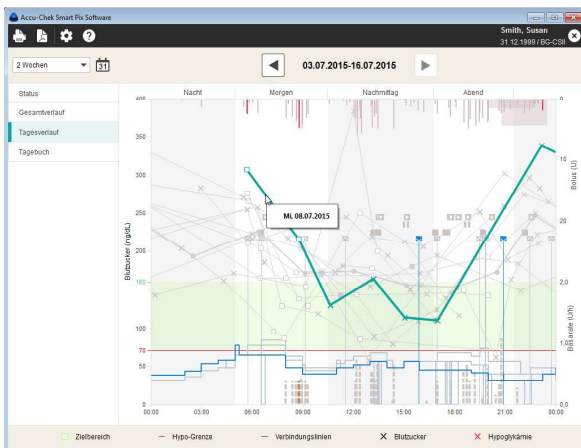 Accu-Chek Smart Pix Software
Smith, Susan
31.12.1999 / BG-CSII
2 Wochen
31
03.07.2015-16.07.2015
Status
Gesamtverlauf
Tagesverlauf
Tagebuch
Nacht
Morgen
Nachmittag
Abend
400
350
300
250
200
160
100
70
50
0
Blutzucker (mg/dL)
Mi, 08.07.2015
0
10
20
2,0
1,0
0,0
Bolus (U)
Basalrate (U/h)
00:00
03:00
06:00
09:00
12:00
15:00
18:00
21:00
00:00
Zielbereich
Hypo-Grenze
Verbindungslinien
Blutzucker
Hypoglykämie